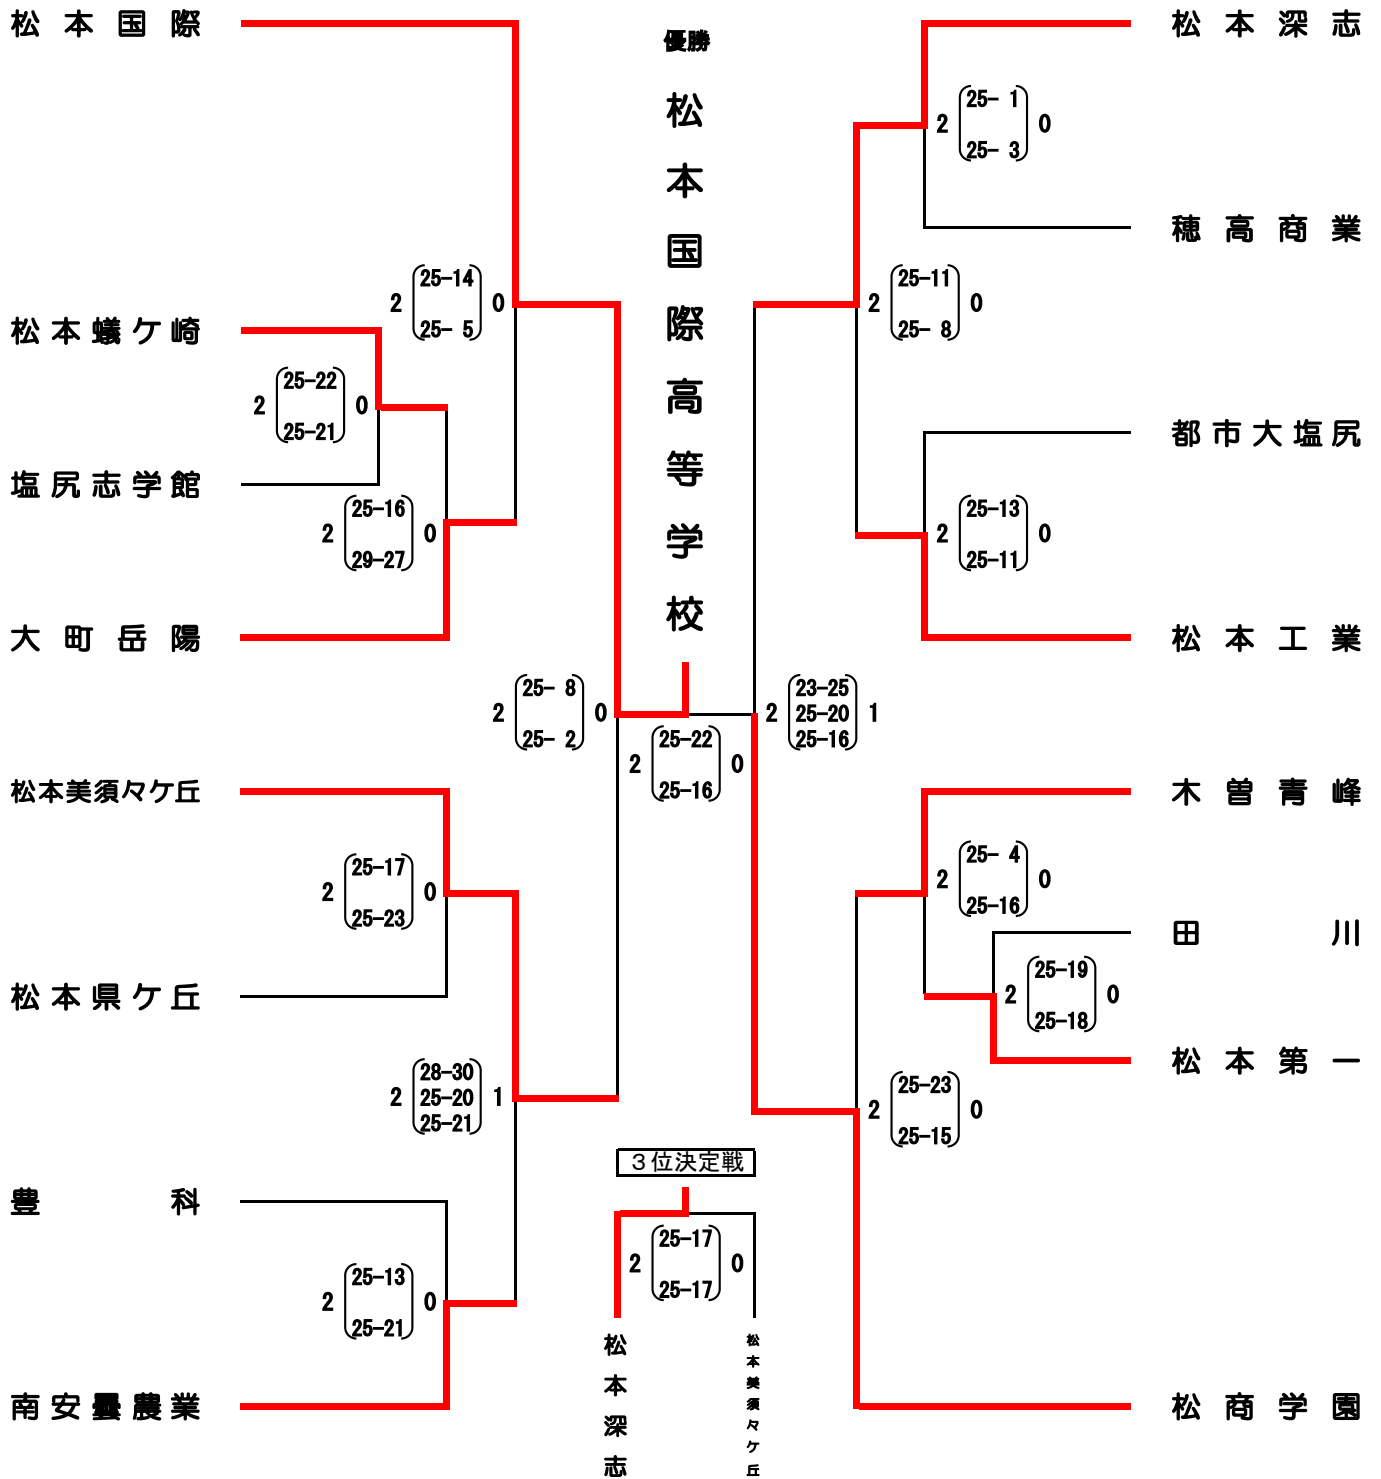 松本国際
松本蟻ケ崎
塩尻志学館
大町岳陽
松本美須々ケ丘
松本県ケ丘
豊科
南安曇農業
2 25-14 25- 5 0
2 25-22 25-21 0
2 25-16 29-27 0
2 25- 8 25- 2 0
2 25-17 25-23 0
2 28-30 25-20 25-21 1
2 25-13 25-21 0
優勝
松本国際高等学校
2 25-22 25-16 0
3位決定戦
2 25-17 25-17 0
松本深志
松本美須々ケ丘
2 25- 1 25- 3 0
2 25-11 25- 8 0
2 25-13 25-11 0
2 23-25 25-20 25-16 1
2 25- 4 25-16 0
2 25-19 25-18 0
2 25-23 25-15 0
松本深志
穂高商業
都市大塩尻
松本工業
木曽青峰
田川
松本第一
松商学園